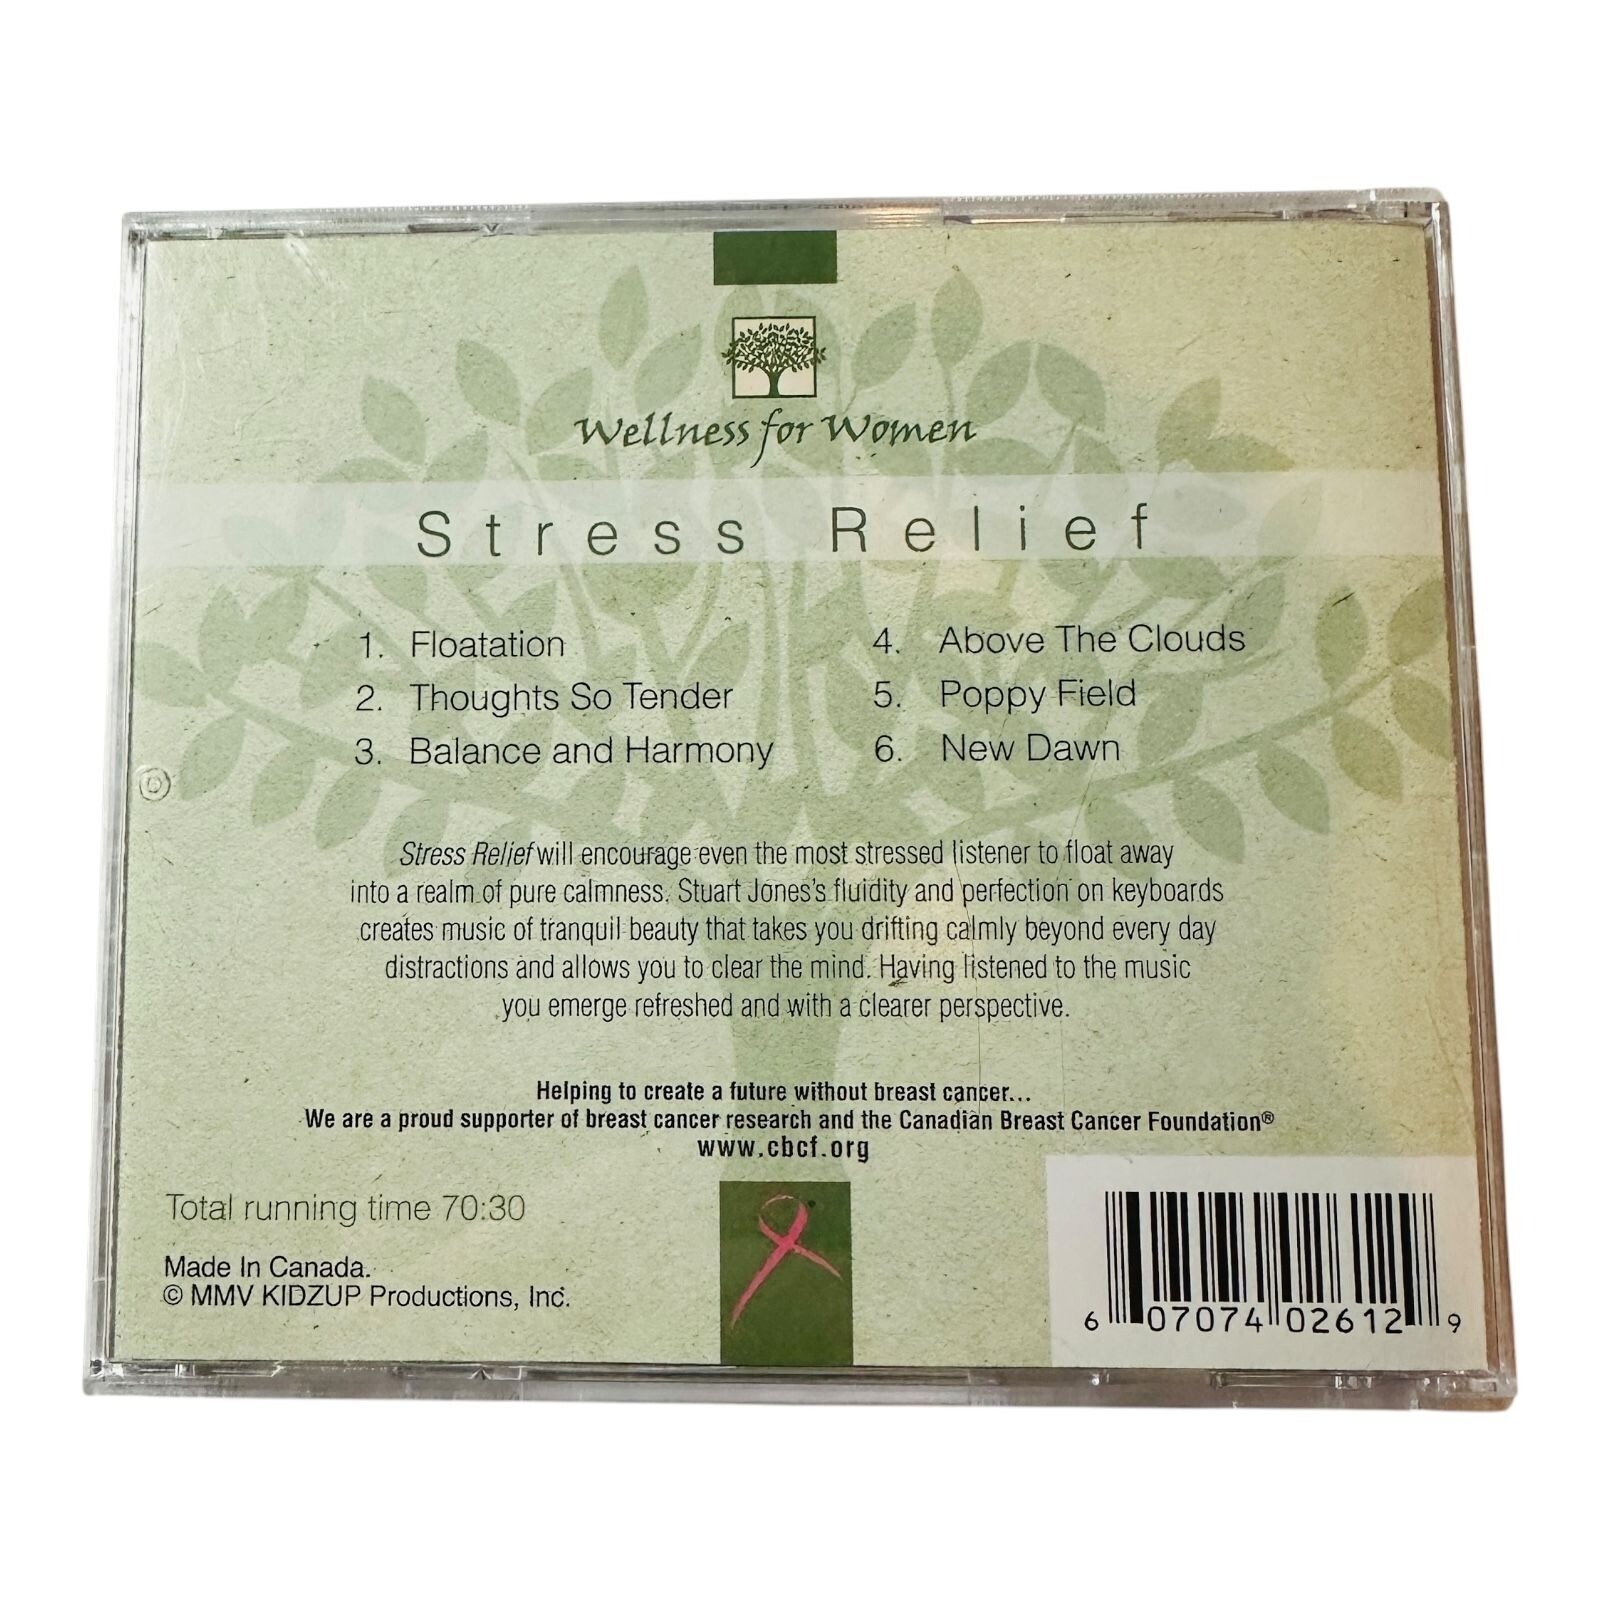 Wellness for Women
Stress Relief
1. Floatation
2. Thoughts So Tender
3. Balance and Harmony
4. Above The Clouds
5. Poppy Field
6. New Dawn
Stress Relief will encourage even the most stressed listener to float away
into a realm of pure calmness. Stuart Jones's fluidity and perfection on keyboards
creates music of tranquil beauty that takes you drifting calmly beyond every day
distractions and allows you to clear the mind. Having listened to the music
you emerge refreshed and with a clearer perspective.
Helping to create a future without breast cancer...
We are a proud supporter of breast cancer research and the Canadian Breast Cancer Foundation®
www.cbcf.org
Total running time 70:30
Made In Canada.
© MMV KIDZUP Productions, Inc.
6 07074 02612 9